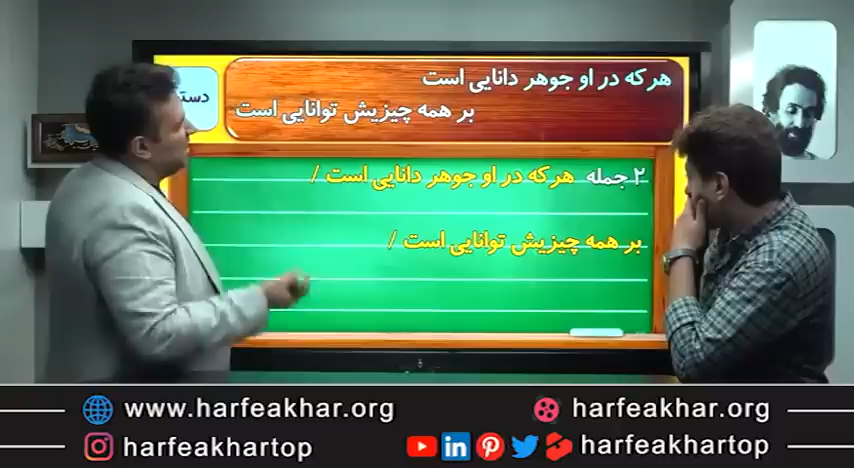 هرکه در او جوهر دانایی است
بر همه چیزیش توانایی است
۲ جمله هرکه در او جوهر دانایی است /
بر همه چیزیش توانایی است /
www.harfeakhar.org
harfeakhar.org
harfeakhartop
harfeakhartop